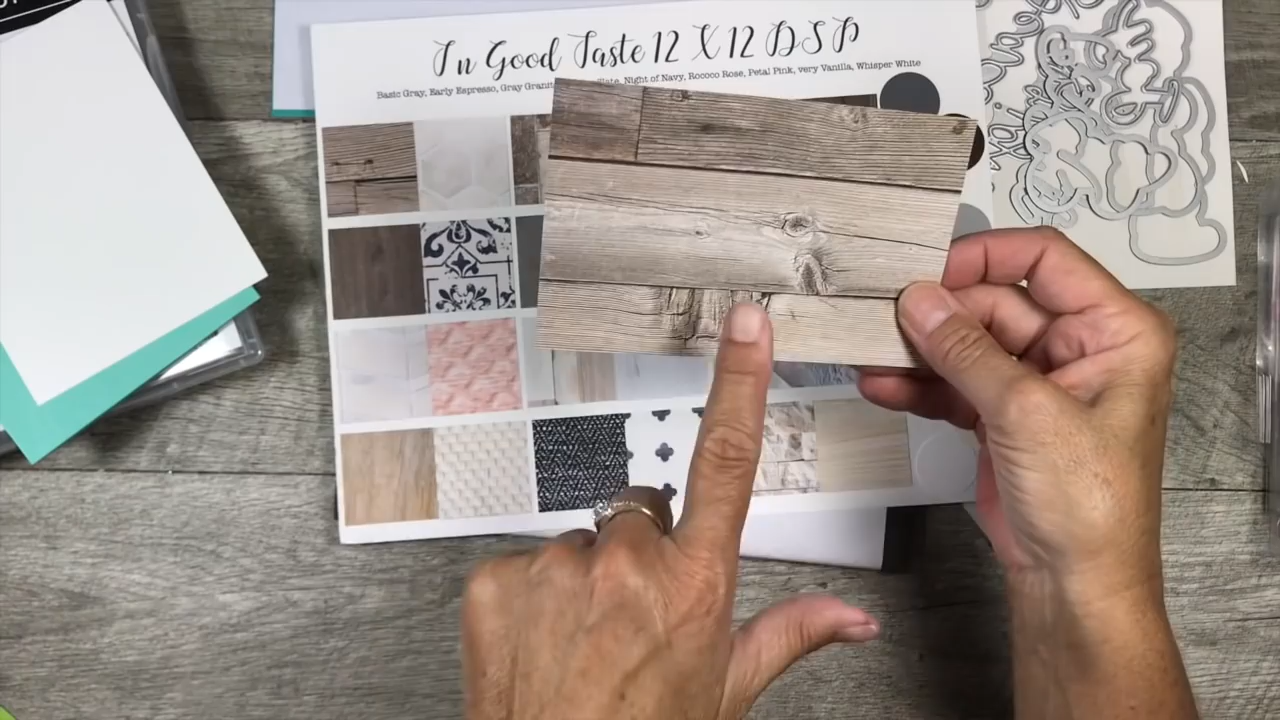 In Good Taste 12 X 12 DSP
Basic Gray, Early Espresso, Gray Granit Night of Navy, Rococo Rose, Petal Pink, very Vanilla, Whisper White